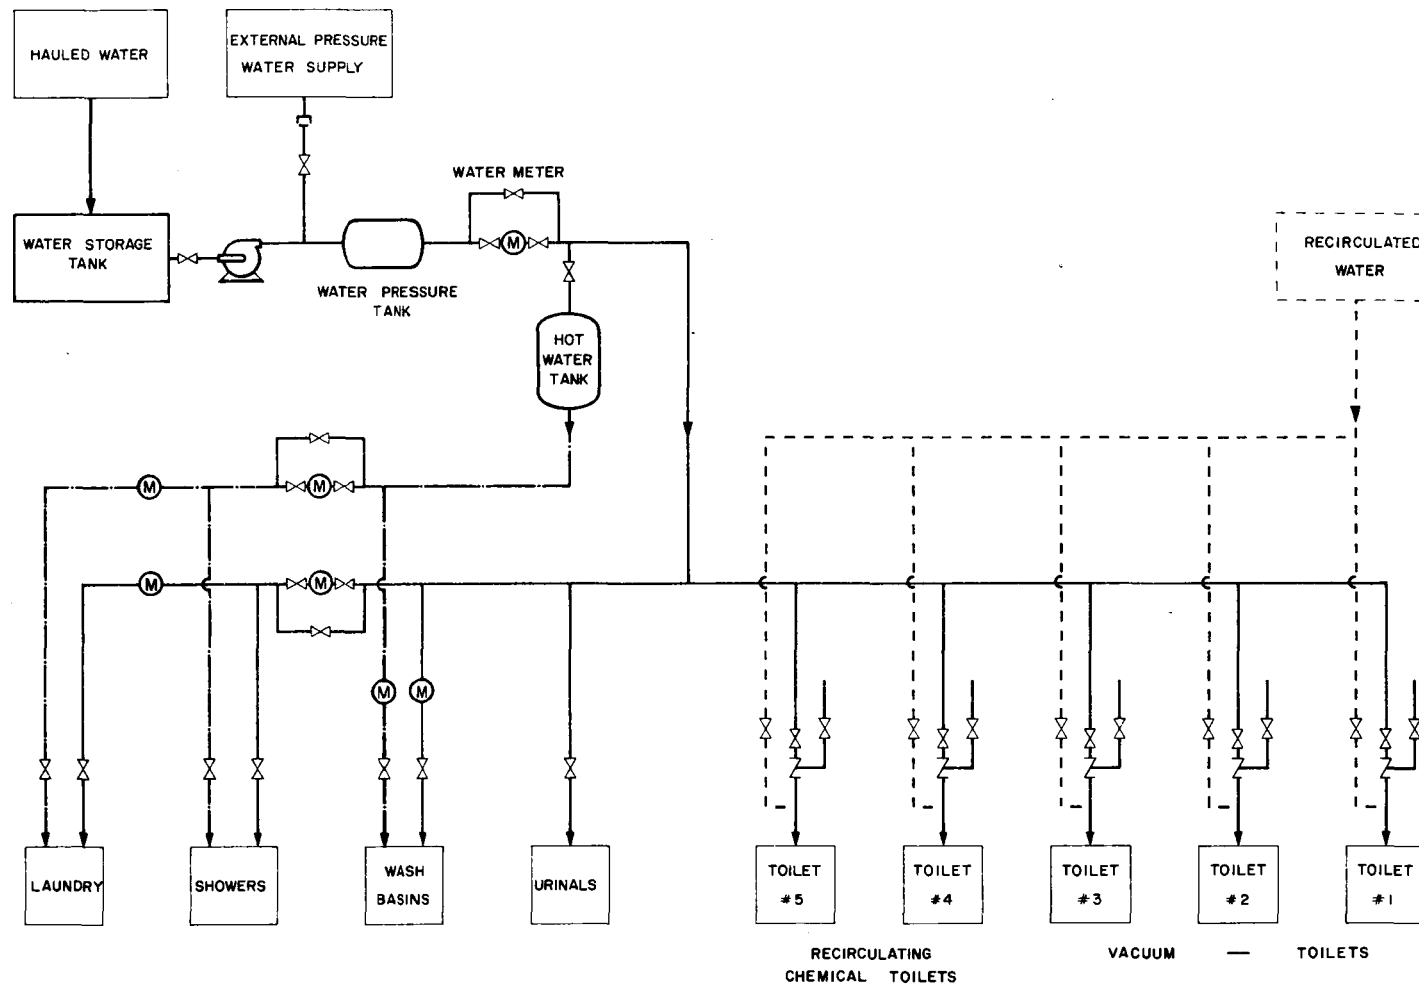 HAULED WATER
EXTERNAL PRESSURE
WATER SUPPLY
WATER METER
WATER STORAGE
TANK
M
WATER PRESSURE
TANK
RECIRCULATED
WATER
HOT
WATER
TANK
M
M
M
M
M
M
LAUNDRY
SHOWERS
WASH
BASINS
URINALS
TOILET
#5
TOILET
#4
TOILET
#3
TOILET
#2
TOILET
#1
RECIRCULATING
CHEMICAL TOILETS
VACUUM — TOILETS